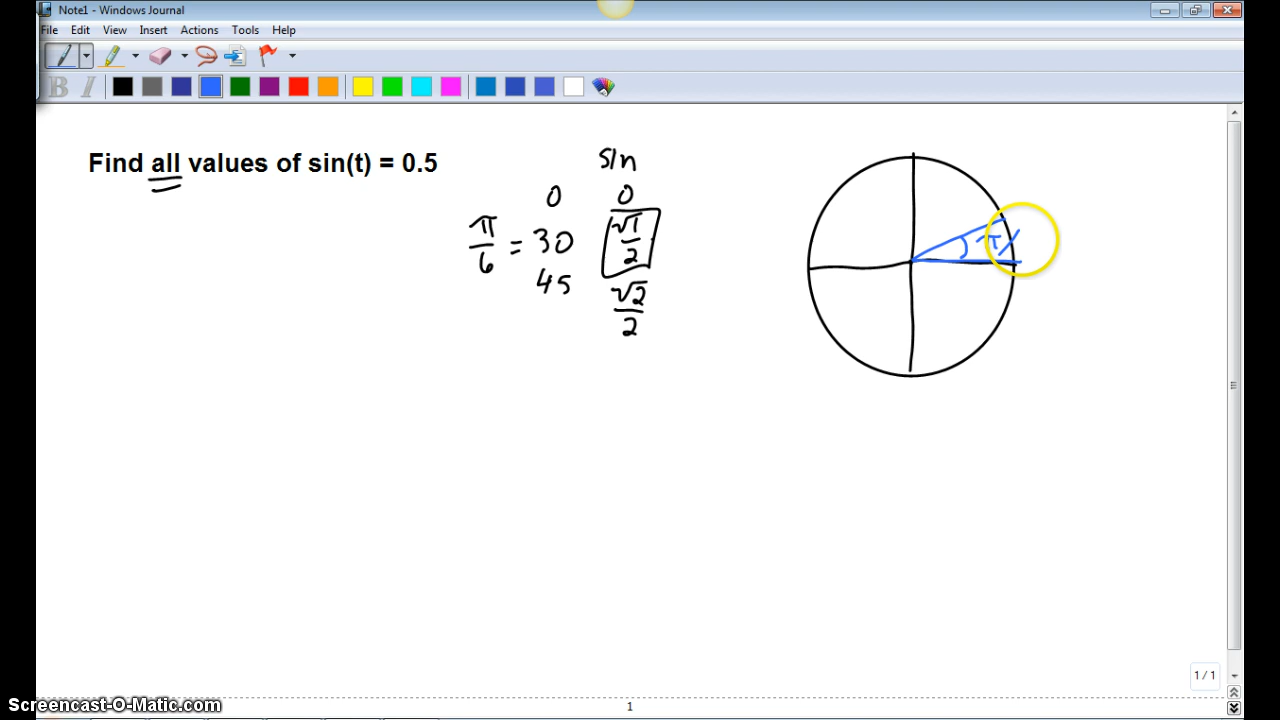 Note1 - Windows Journal
File Edit View Insert Actions Tools Help
B I
Find all values of sin(t) = 0.5
sin
0 0
π/6 = 30 √1/2
45 √2/2
π/
1 / 1
1
Screencast-O-Matic.com